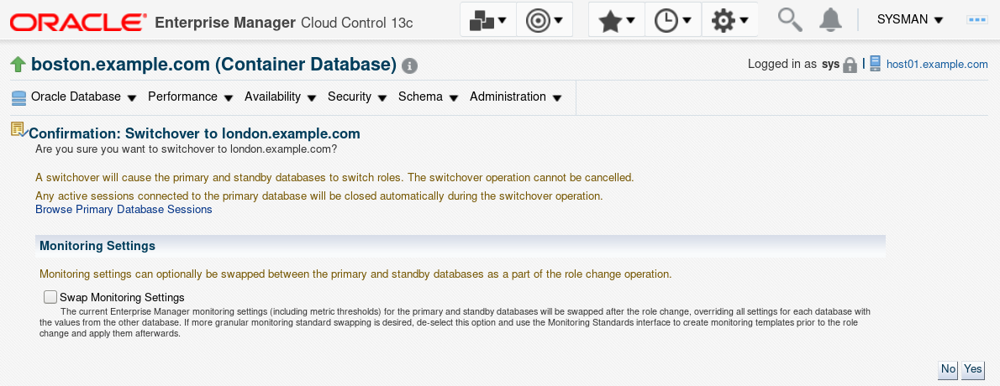 ORACLE Enterprise Manager Cloud Control 13c SYSMAN
boston.example.com (Container Database) Logged in as sys host01.example.com
Oracle Database Performance Availability Security Schema Administration
Confirmation: Switchover to london.example.com
Are you sure you want to switchover to london.example.com?
A switchover will cause the primary and standby databases to switch roles. The switchover operation cannot be cancelled.
Any active sessions connected to the primary database will be closed automatically during the switchover operation.
Browse Primary Database Sessions
Monitoring Settings
Monitoring settings can optionally be swapped between the primary and standby databases as a part of the role change operation.
Swap Monitoring Settings
The current Enterprise Manager monitoring settings (including metric thresholds) for the primary and standby databases will be swapped after the role change, overriding all settings for each database with
the values from the other database. If more granular monitoring standard swapping is desired, de-select this option and use the Monitoring Standards interface to create monitoring templates prior to the role
change and apply them afterwards.
No Yes